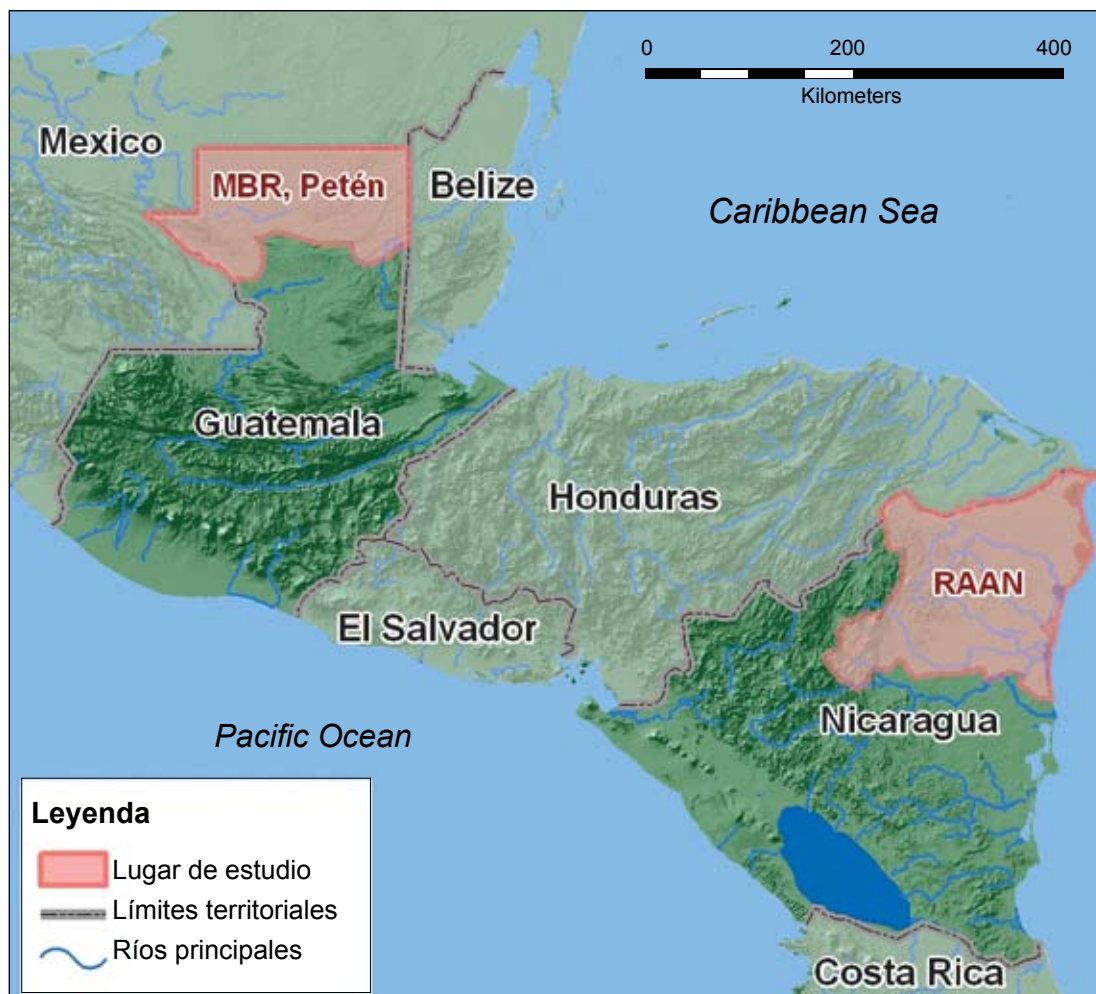 0 200 400
Kilometers
Mexico
MBR, Petén
Belize
Caribbean Sea
Guatemala
Honduras
RAAN
El Salvador
Nicaragua
Pacific Ocean
Leyenda
Lugar de estudio
Límites territoriales
Ríos principales
Costa Rica